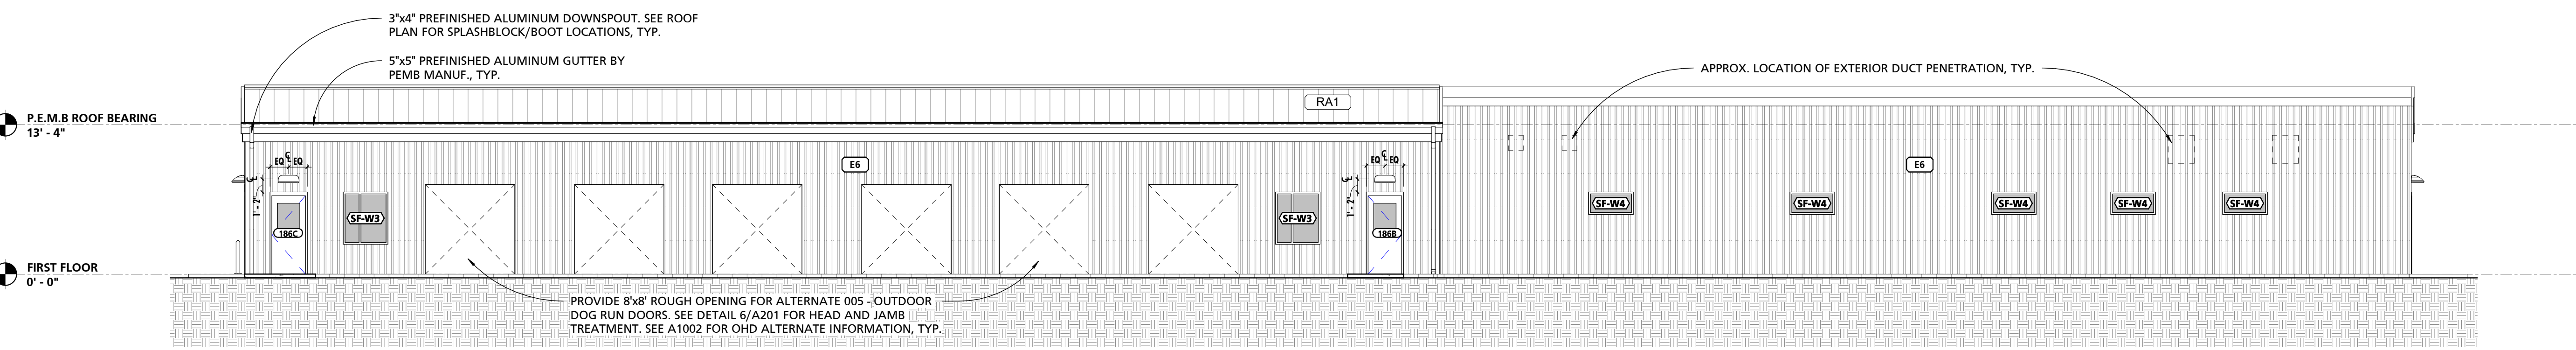 3"x4" PREFINISHED ALUMINUM DOWNSPOUT. SEE ROOF
PLAN FOR SPLASHBLOCK/BOOT LOCATIONS, TYP.
5"x5" PREFINISHED ALUMINUM GUTTER BY
PEMB MANUF., TYP.
APPROX. LOCATION OF EXTERIOR DUCT PENETRATION, TYP.
RA1
P.E.M.B ROOF BEARING
13' - 4"
EQ EQ
E6
EQ EQ
E6
1' - 2"
1' - 2"
SF-W3
SF-W3
SF-W4
SF-W4
SF-W4
SF-W4
SF-W4
186C
186B
FIRST FLOOR
0' - 0"
PROVIDE 8'x8' ROUGH OPENING FOR ALTERNATE 005 - OUTDOOR
DOG RUN DOORS. SEE DETAIL 6/A201 FOR HEAD AND JAMB
TREATMENT. SEE A1002 FOR OHD ALTERNATE INFORMATION, TYP.